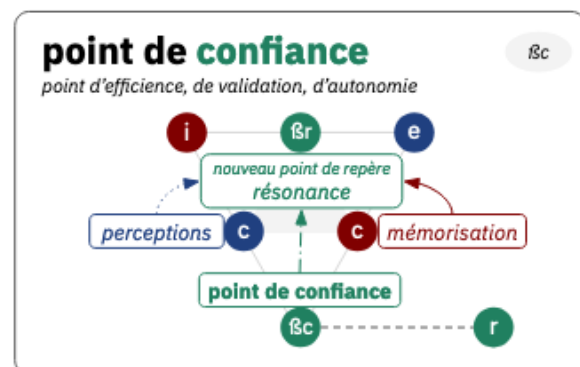 point de confiance
ßc
point d'efficience, de validation, d'autonomie
i
ßr
e
nouveau point de repère
résonance
perceptions
c
c
mémorisation
point de confiance
ßc
r